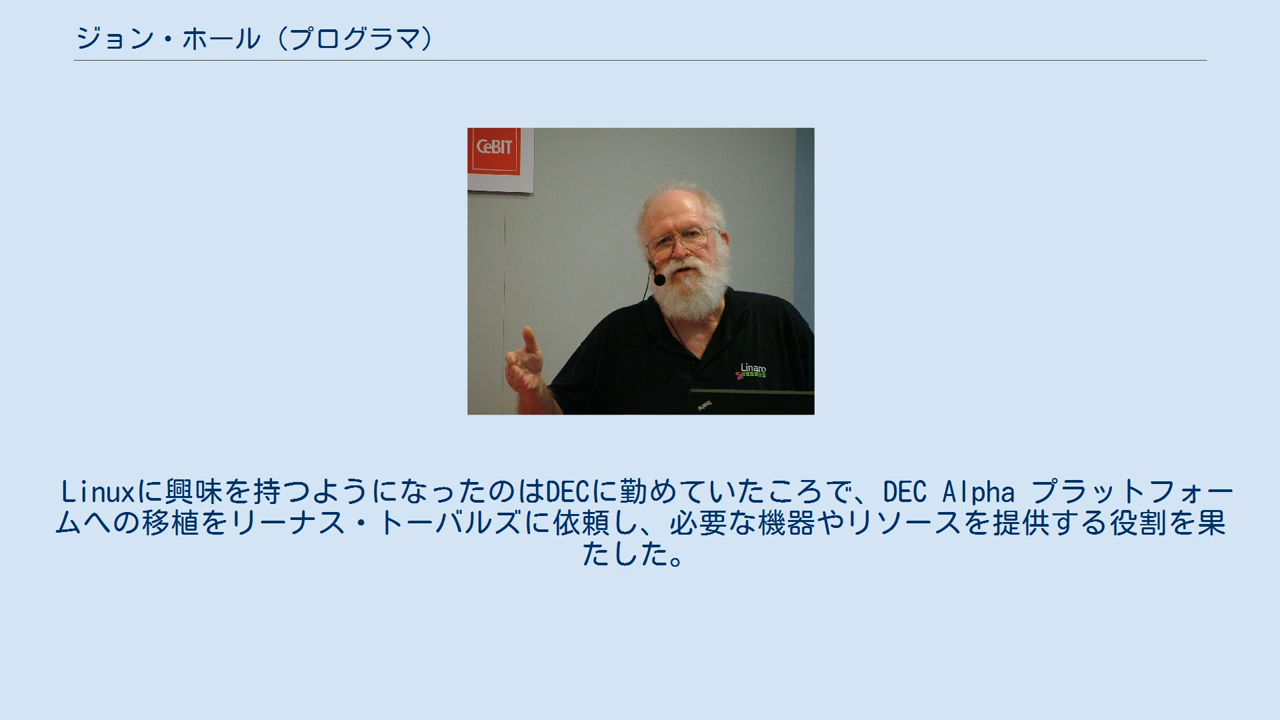 ジョン・ホール（プログラマ）
CeBIT
Linaro
Linuxに興味を持つようになったのはDECに勤めていたころで、DEC Alpha プラットフォー
ムへの移植をリーナス・トーバルズに依頼し、必要な機器やリソースを提供する役割を果
たした。